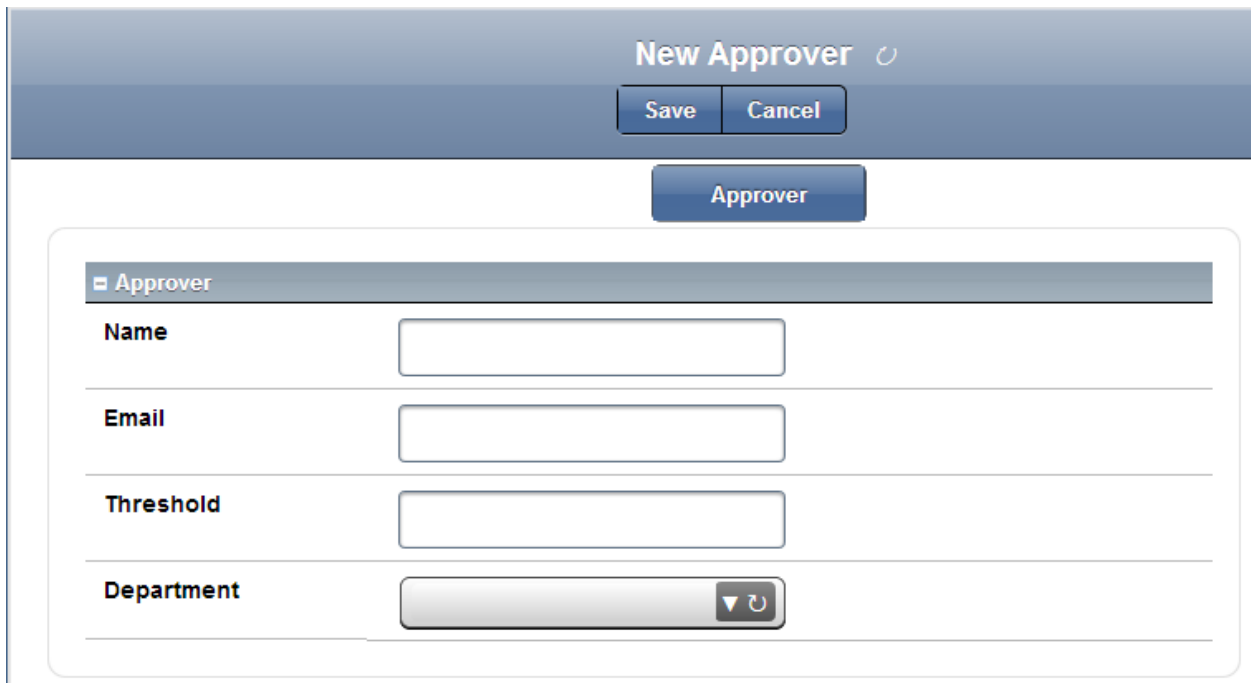 New Approver
Save Cancel
Approver
Approver
Name
Email
Threshold
Department